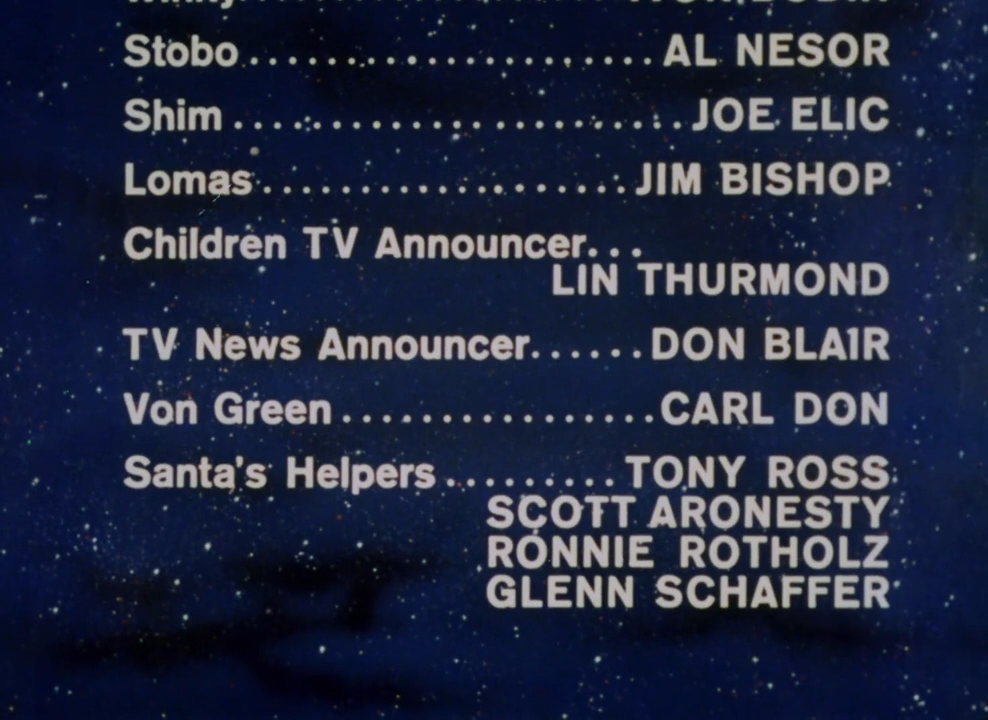 Stobo.....................AL NESOR
Shim.......................JOE ELIC
Lomas...................JIM BISHOP
Children TV Announcer...
LIN THURMOND
TV News Announcer......DON BLAIR
Von Green................CARL DON
Santa's Helpers.........TONY ROSS
SCOTT ARONESTY
RONNIE ROTHOLZ
GLENN SCHAFFER